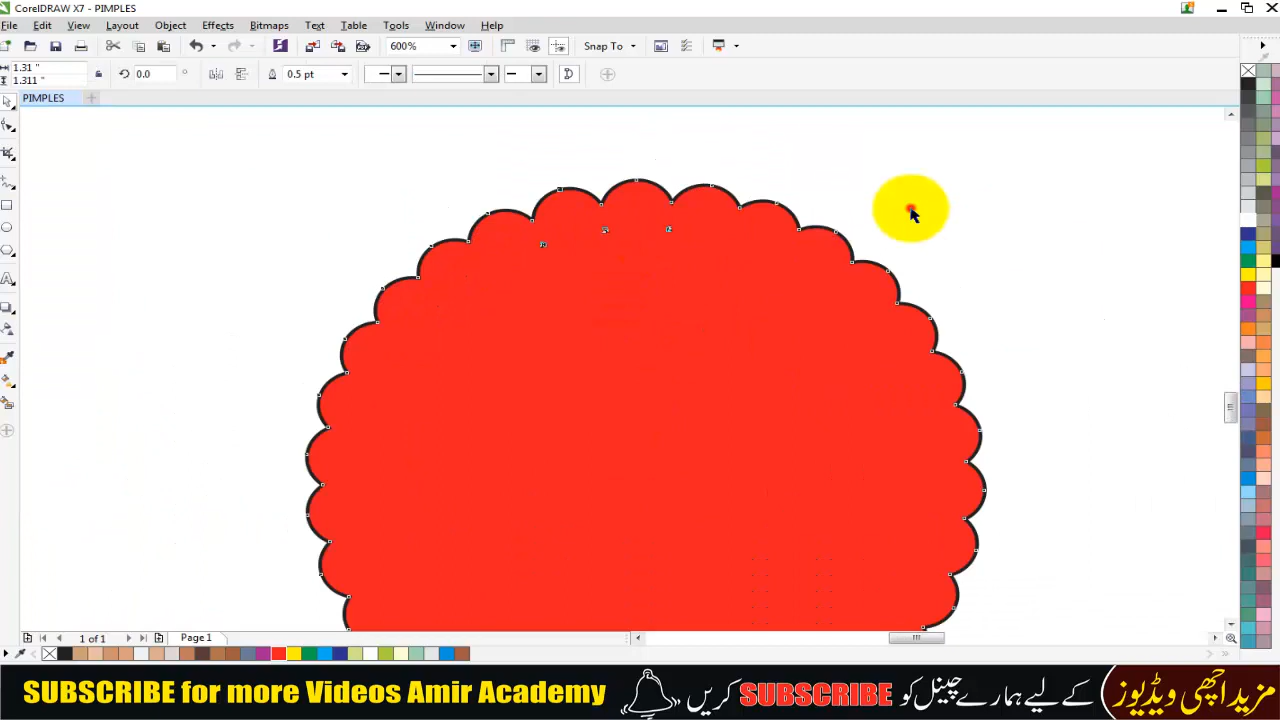 CorelDRAW X7 - PIMPLES
File Edit View Layout Object Effects Bitmaps Text Table Tools Window Help
600% Snap To
1.31 "
1.311 "
0.0 °
0.5 pt
PIMPLES
1 of 1 Page 1
SUBSCRIBE for more Videos Amir Academy
مزید اچھی ویڈیوز کے لیے ہمارے چینل کو SUBSCRIBE کریں